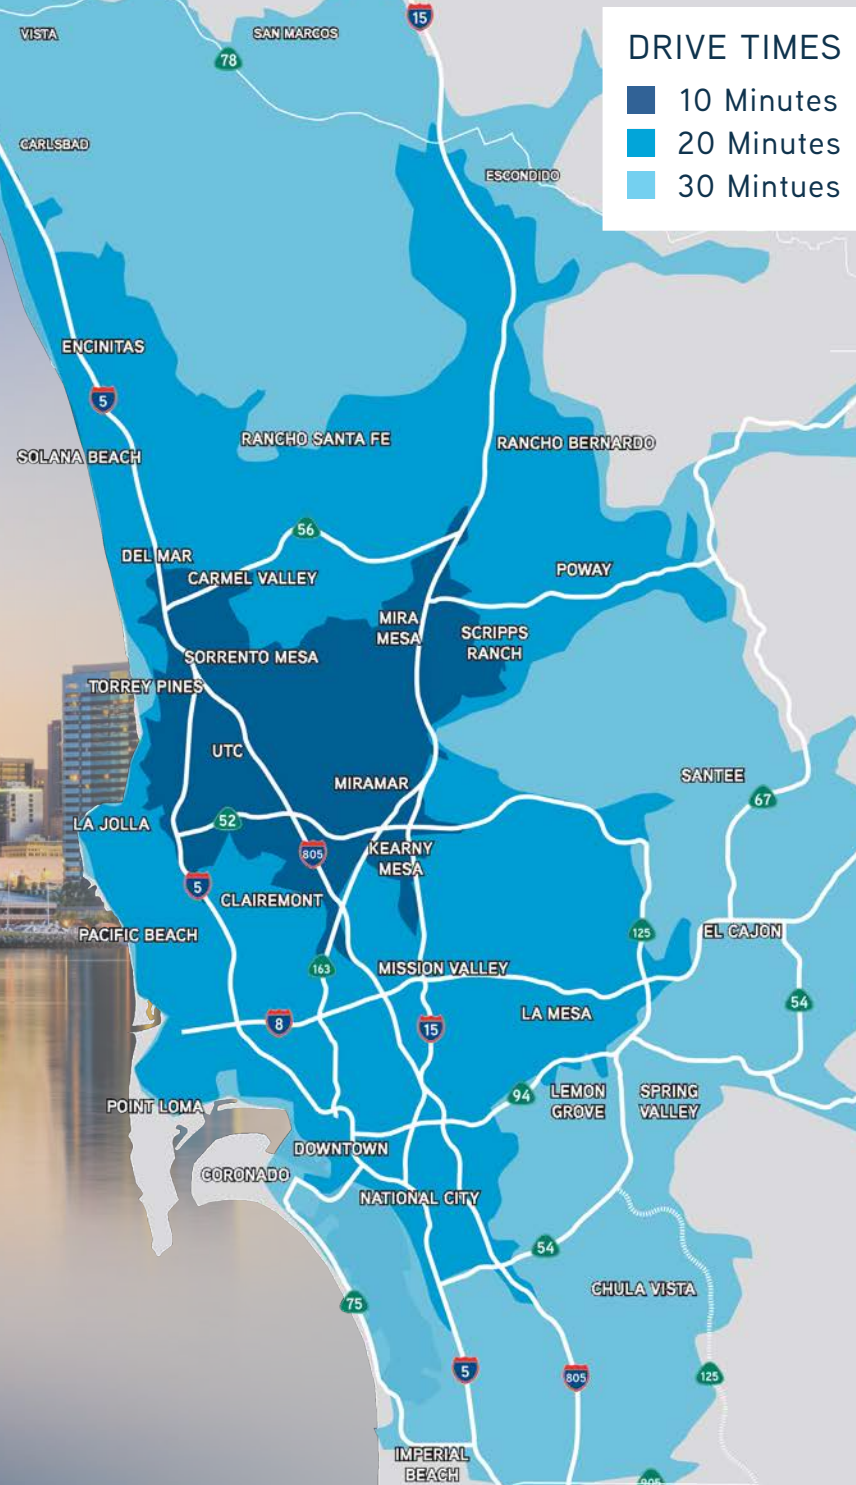 15
VISTA
SAN MARCOS
78
DRIVE TIMES
10 Minutes
20 Minutes
30 Mintues
CARLSBAD
ESCONDIDO
ENCINITAS
5
SOLANA BEACH
RANCHO SANTA FE
RANCHO BERNARDO
56
DEL MAR
CARMEL VALLEY
POWAY
MIRA
MESA
SCRIPPS
RANCH
SORRENTO MESA
TORREY PINES
UTC
MIRAMAR
SANTEE
67
LA JOLLA
52
805
KEARNY
MESA
5
CLAIREMONT
PACIFIC BEACH
125
EL CAJON
163
MISSION VALLEY
54
8
15
LA MESA
94
LEMON
GROVE
SPRING
VALLEY
POINT LOMA
DOWNTOWN
CORONADO
NATIONAL CITY
54
CHULA VISTA
75
5
805
125
IMPERIAL
BEACH
905